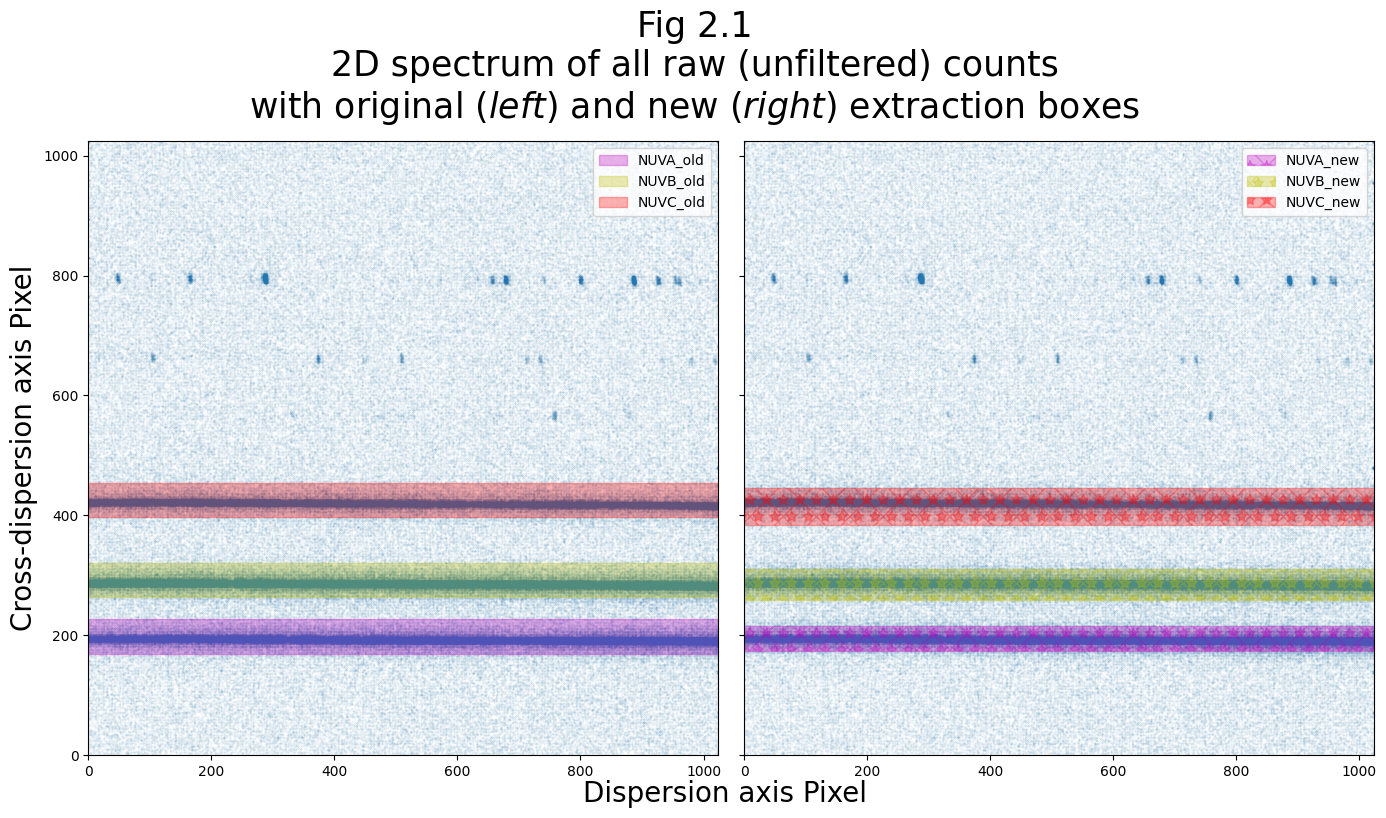 Fig 2.1
2D spectrum of all raw (unfiltered) counts
with original (left) and new (right) extraction boxes
Cross-dispersion axis Pixel
1000
800
600
400
200
0
NUVA_old
NUVB_old
NUVC_old
0 200 400 600 800 1000
NUVA_new
NUVB_new
NUVC_new
0 200 400 600 800 1000
Dispersion axis Pixel